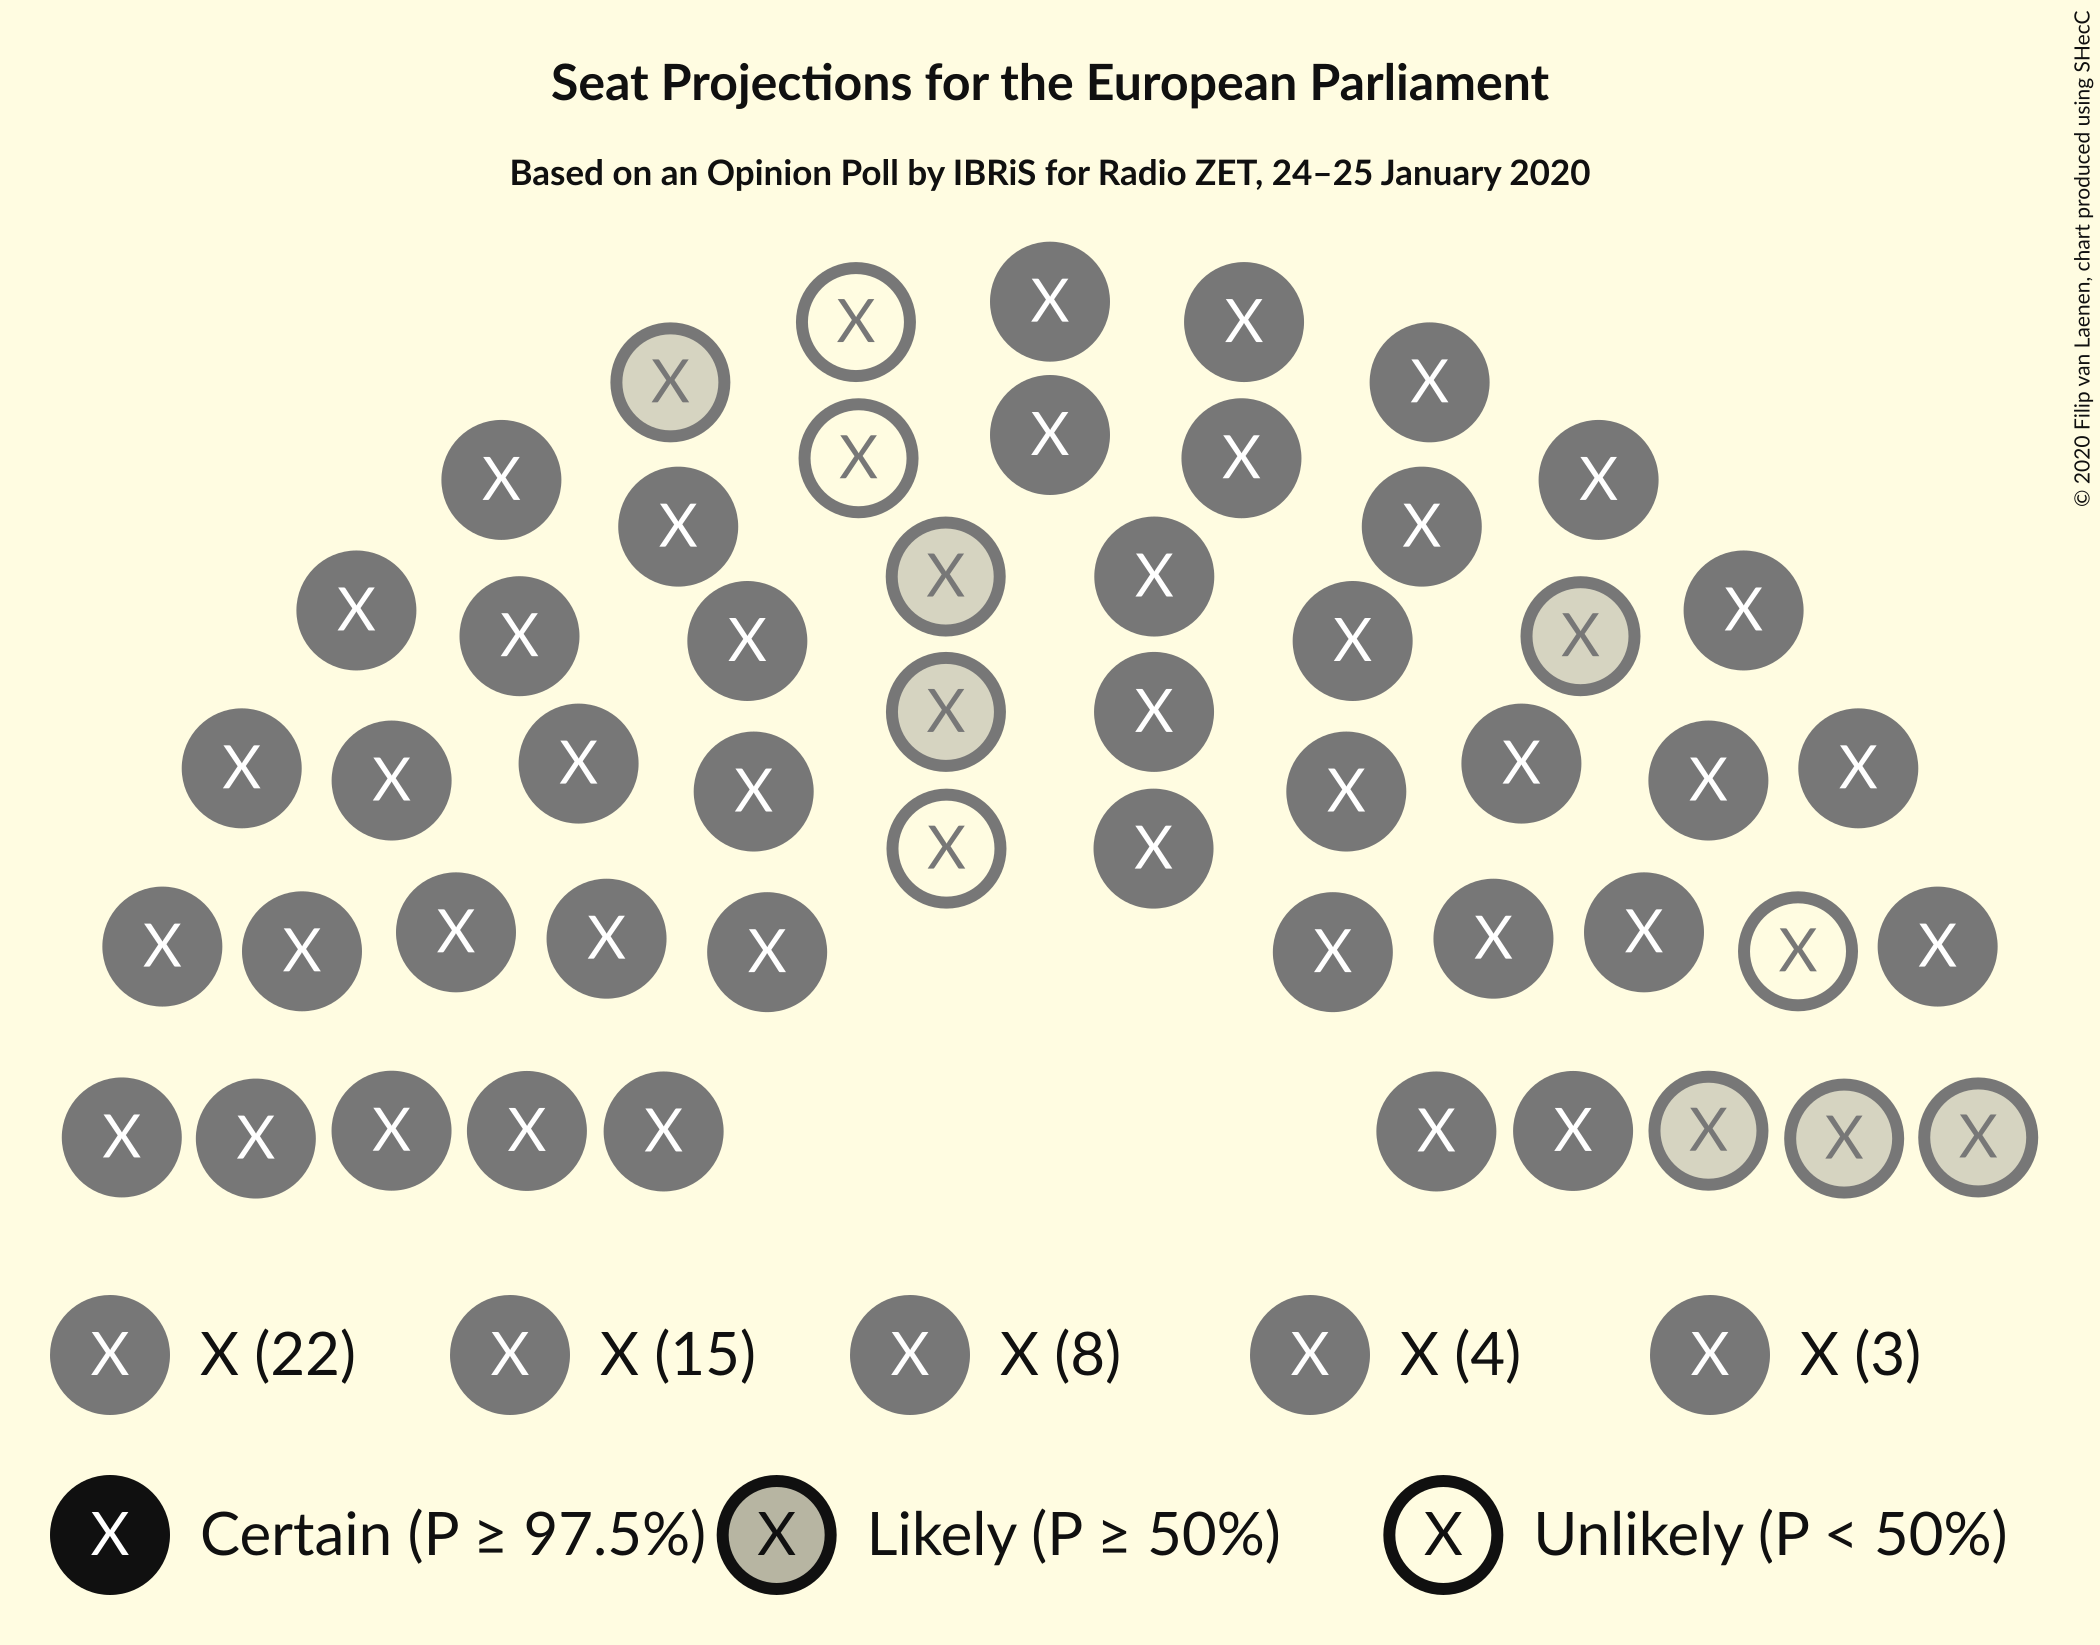 Seat Projections for the European Parliament
Based on an Opinion Poll by IBRiS for Radio ZET, 24–25 January 2020
© 2020 Filip van Laenen, chart produced using SHecC
X X X X X
X X
X X X
X X X X
X X
X X X X
X X
X X
X X
X X X X
X X X X
X X
X X X X X X
X X X X
X X X X X X X X X X
X X (22) X X (15) X X (8) X X (4) X X (3)
X Certain (P ≥ 97.5%) X Likely (P ≥ 50%) X Unlikely (P < 50%)